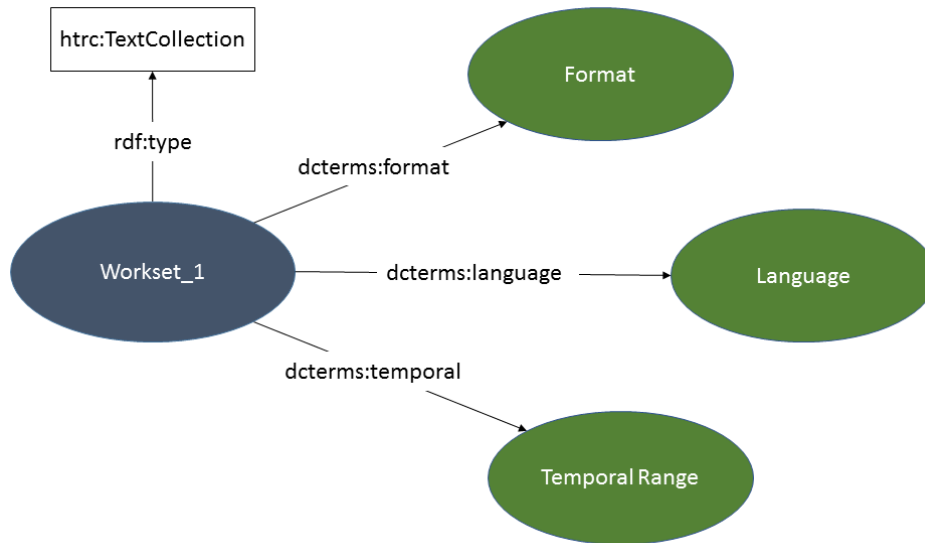 htrc:TextCollection
Format
rdf:type
dcterms:format
Workset_1
dcterms:language
Language
dcterms:temporal
Temporal Range